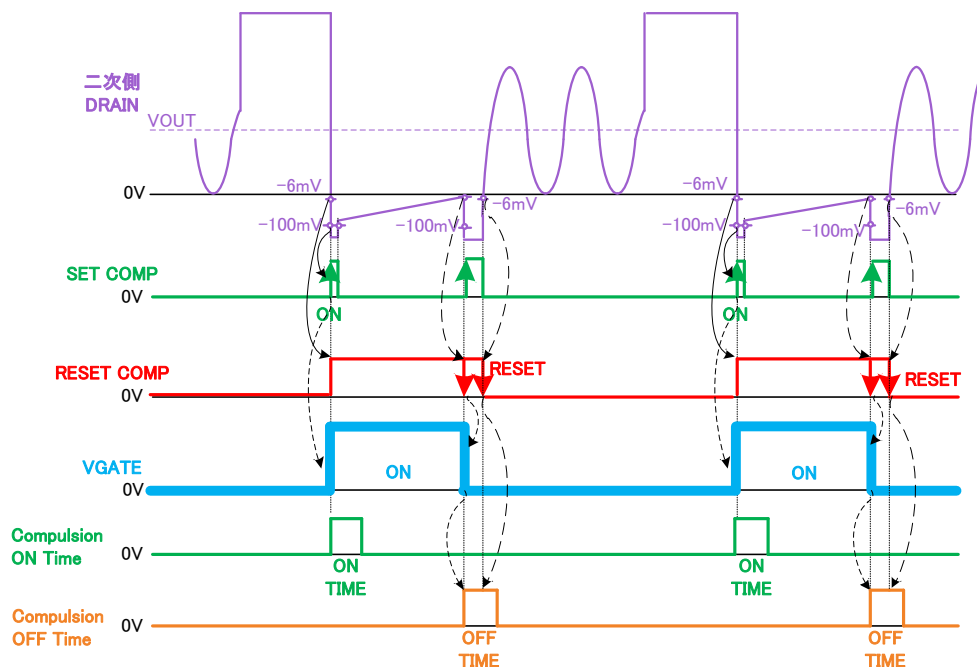 二次側
DRAIN
VOUT
0V
-6mV
-100mV
-100mV
-6mV
-6mV
-100mV
-100mV
-6mV
SET COMP
0V
ON
ON
RESET COMP
0V
RESET
RESET
VGATE
0V
ON
ON
Compulsion
ON Time
0V
ON
TIME
ON
TIME
Compulsion
OFF Time
0V
OFF
TIME
OFF
TIME